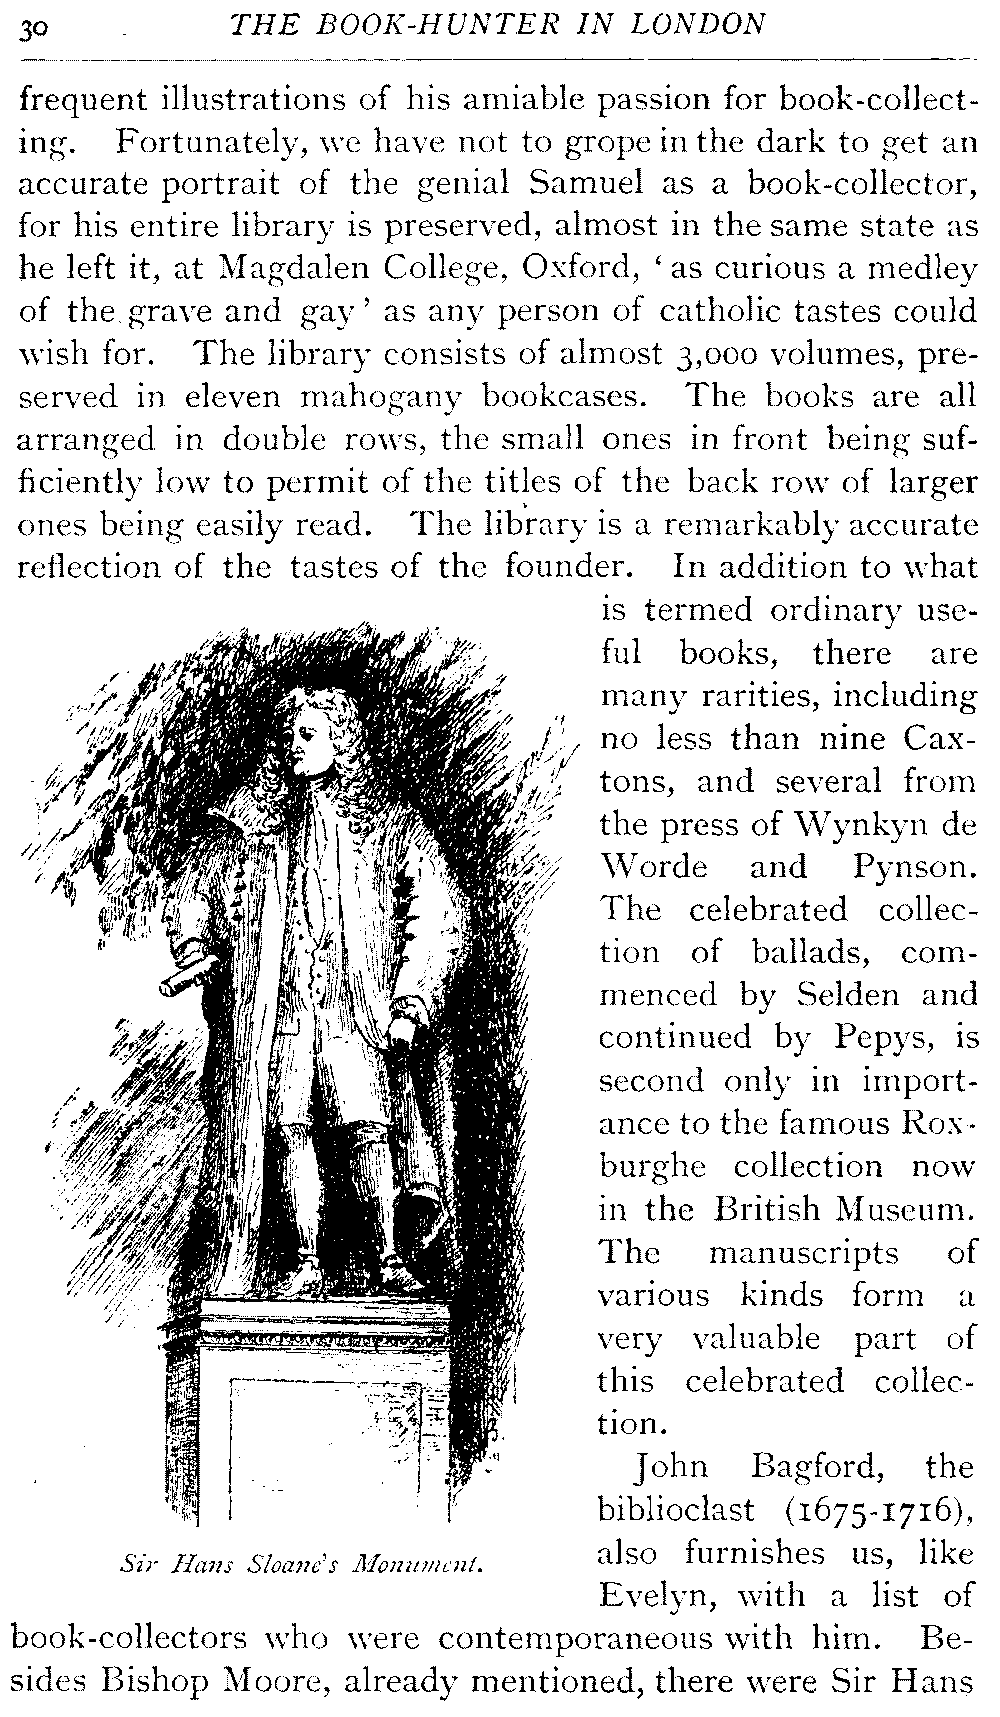 30 THE BOOK-HUNTER IN LONDON
frequent illustrations of his amiable passion for book-collect-
ing. Fortunately, we have not to grope in the dark to get an
accurate portrait of the genial Samuel as a book-collector,
for his entire library is preserved, almost in the same state as
he left it, at Magdalen College, Oxford, ‘ as curious a medley
of the grave and gay ’ as any person of catholic tastes could
wish for. The library consists of almost 3,000 volumes, pre-
served in eleven mahogany bookcases. The books are all
arranged in double rows, the small ones in front being suf-
ficiently low to permit of the titles of the back row of larger
ones being easily read. The library is a remarkably accurate
reflection of the tastes of the founder. In addition to what
is termed ordinary use-
ful books, there are
many rarities, including
no less than nine Cax-
tons, and several from
the press of Wynkyn de
Worde and Pynson.
The celebrated collec-
tion of ballads, com-
menced by Selden and
continued by Pepys, is
second only in import-
ance to the famous Rox-
burghe collection now
in the British Museum.
The manuscripts of
various kinds form a
very valuable part of
this celebrated collec-
tion.
John Bagford, the
biblioclast (1675-1716),
also furnishes us, like
Evelyn, with a list of
Sir Hans Sloane's Monument.
book-collectors who were contemporaneous with him. Be-
sides Bishop Moore, already mentioned, there were Sir Hans